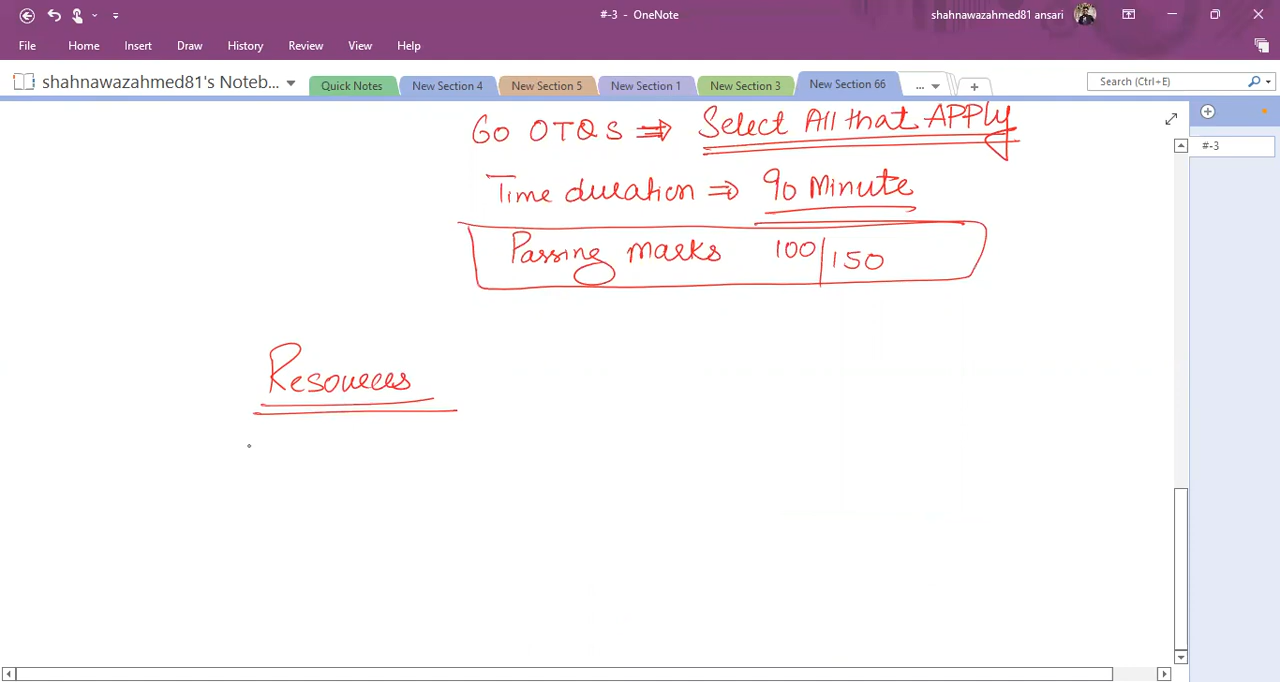 #-3 - OneNote
shahnawazahmed81 ansari
File Home Insert Draw History Review View Help
shahnawazahmed81's Noteb... Quick Notes New Section 4 New Section 5 New Section 1 New Section 3 New Section 66 ... + Search (Ctrl+E)
#-3
60 OTQS ⇒ Select All that APPly
Time duration ⇒ 90 Minute
Passing marks 100/150
Resources